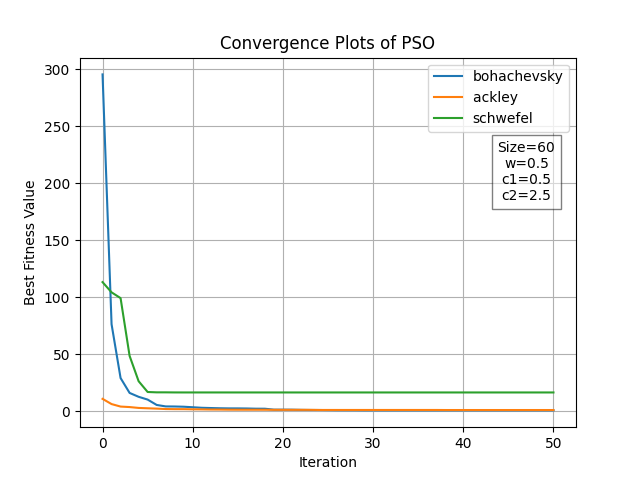 Convergence Plots of PSO
bohachevsky
ackley
schwefel
Size=60
w=0.5
c1=0.5
c2=2.5
Best Fitness Value
300
250
200
150
100
50
0
0 10 20 30 40 50
Iteration